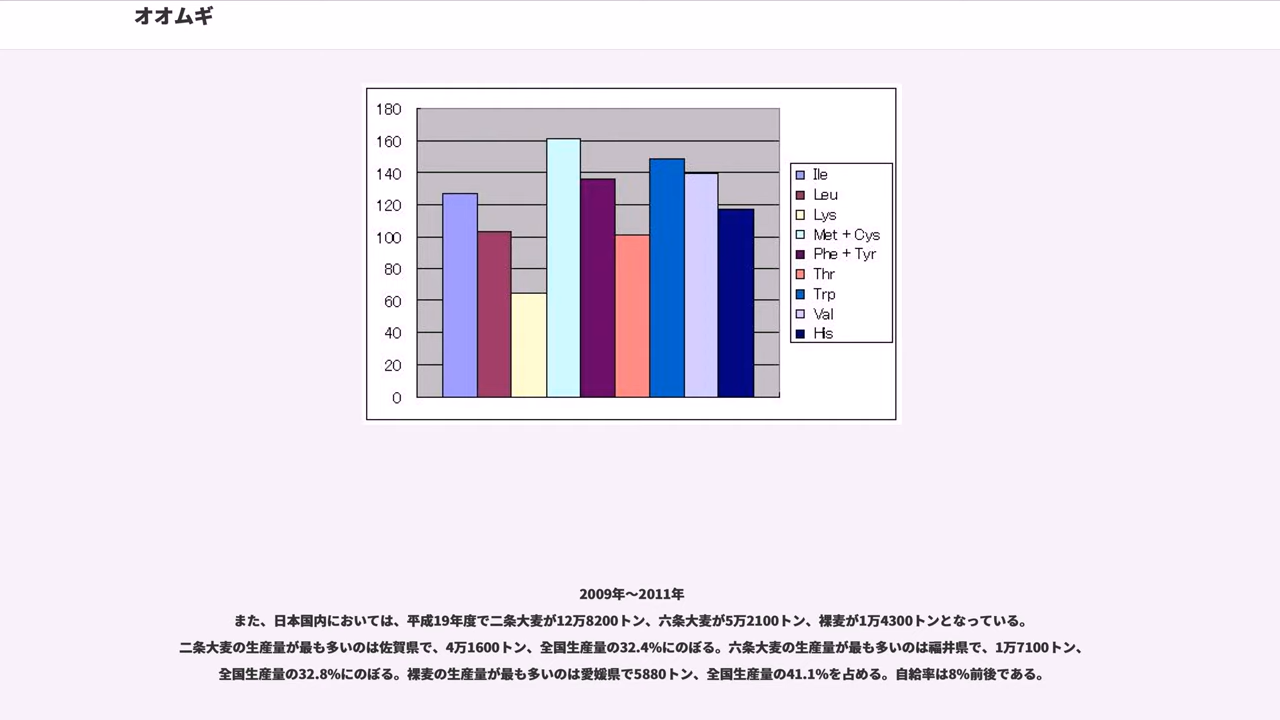 オオムギ
180
160
140
120
100
80
60
40
20
0
Ile
Leu
Lys
Met + Cys
Phe + Tyr
Thr
Trp
Val
His
2009年～2011年
また、日本国内においては、平成19年度で二条大麦が12万8200トン、六条大麦が5万2100トン、裸麦が1万4300トンとなっている。
二条大麦の生産量が最も多いのは佐賀県で、4万1600トン、全国生産量の32.4%にのぼる。六条大麦の生産量が最も多いのは福井県で、1万7100トン、
全国生産量の32.8%にのぼる。裸麦の生産量が最も多いのは愛媛県で5880トン、全国生産量の41.1%を占める。自給率は8%前後である。